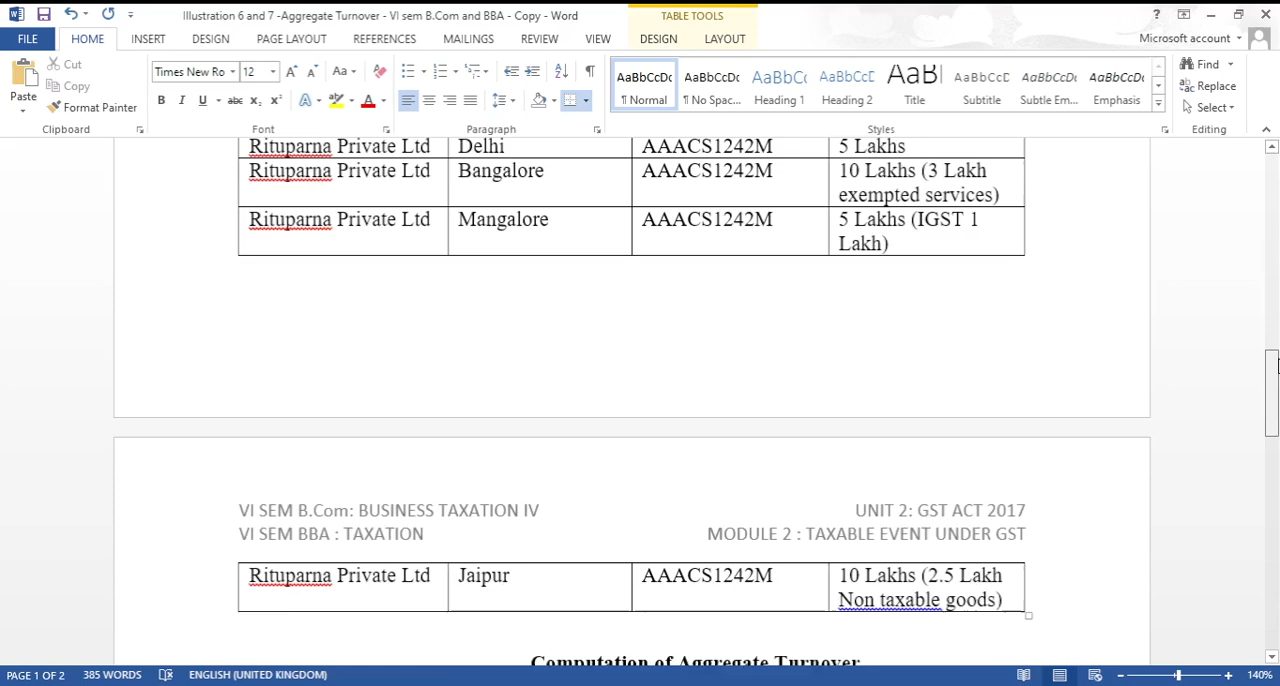 Illustration 6 and 7 -Aggregate Turnover - VI sem B.Com and BBA - Copy - Word
TABLE TOOLS
?
FILE HOME INSERT DESIGN PAGE LAYOUT REFERENCES MAILINGS REVIEW VIEW DESIGN LAYOUT Microsoft account
Paste
Cut
Copy
Format Painter
Clipboard
Times New Ro 12
A A Aa
B I U abc X₂ X² A A
Font
Paragraph
AaBbCcDc AaBbCcDc AaBbCc AaBbCcE AaB AaBbCcD AaBbCcDc AaBbCcDc
¶ Normal ¶ No Spac... Heading 1 Heading 2 Title Subtitle Subtle Em... Emphasis
Styles
Find
Replace
Select
Editing
Rituparna Private Ltd Delhi AAACS1242M 5 Lakhs
Rituparna Private Ltd Bangalore AAACS1242M 10 Lakhs (3 Lakh
exempted services)
Rituparna Private Ltd Mangalore AAACS1242M 5 Lakhs (IGST 1
Lakh)
VI SEM B.Com: BUSINESS TAXATION IV UNIT 2: GST ACT 2017
VI SEM BBA : TAXATION MODULE 2 : TAXABLE EVENT UNDER GST
Rituparna Private Ltd Jaipur AAACS1242M 10 Lakhs (2.5 Lakh
Non taxable goods)
Computation of Aggregate Turnover
PAGE 1 OF 2 385 WORDS ENGLISH (UNITED KINGDOM) 140%